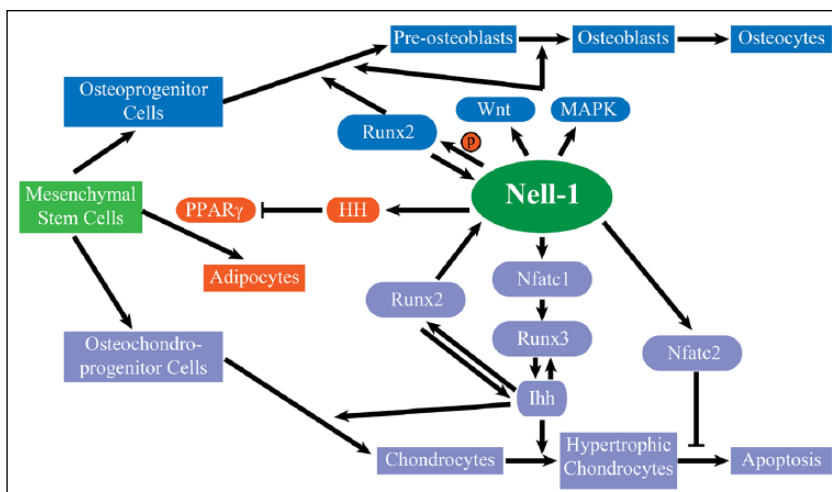 Pre-osteoblasts
Osteoblasts
Osteocytes
Osteoprogenitor
Cells
Wnt
MAPK
Runx2
P
Mesenchymal
Stem Cells
PPARγ
HH
Nell-1
Adipocytes
Runx2
Nfatc1
Osteochondro-
progenitor Cells
Runx3
Nfatc2
Ihh
Chondrocytes
Hypertrophic
Chondrocytes
Apoptosis